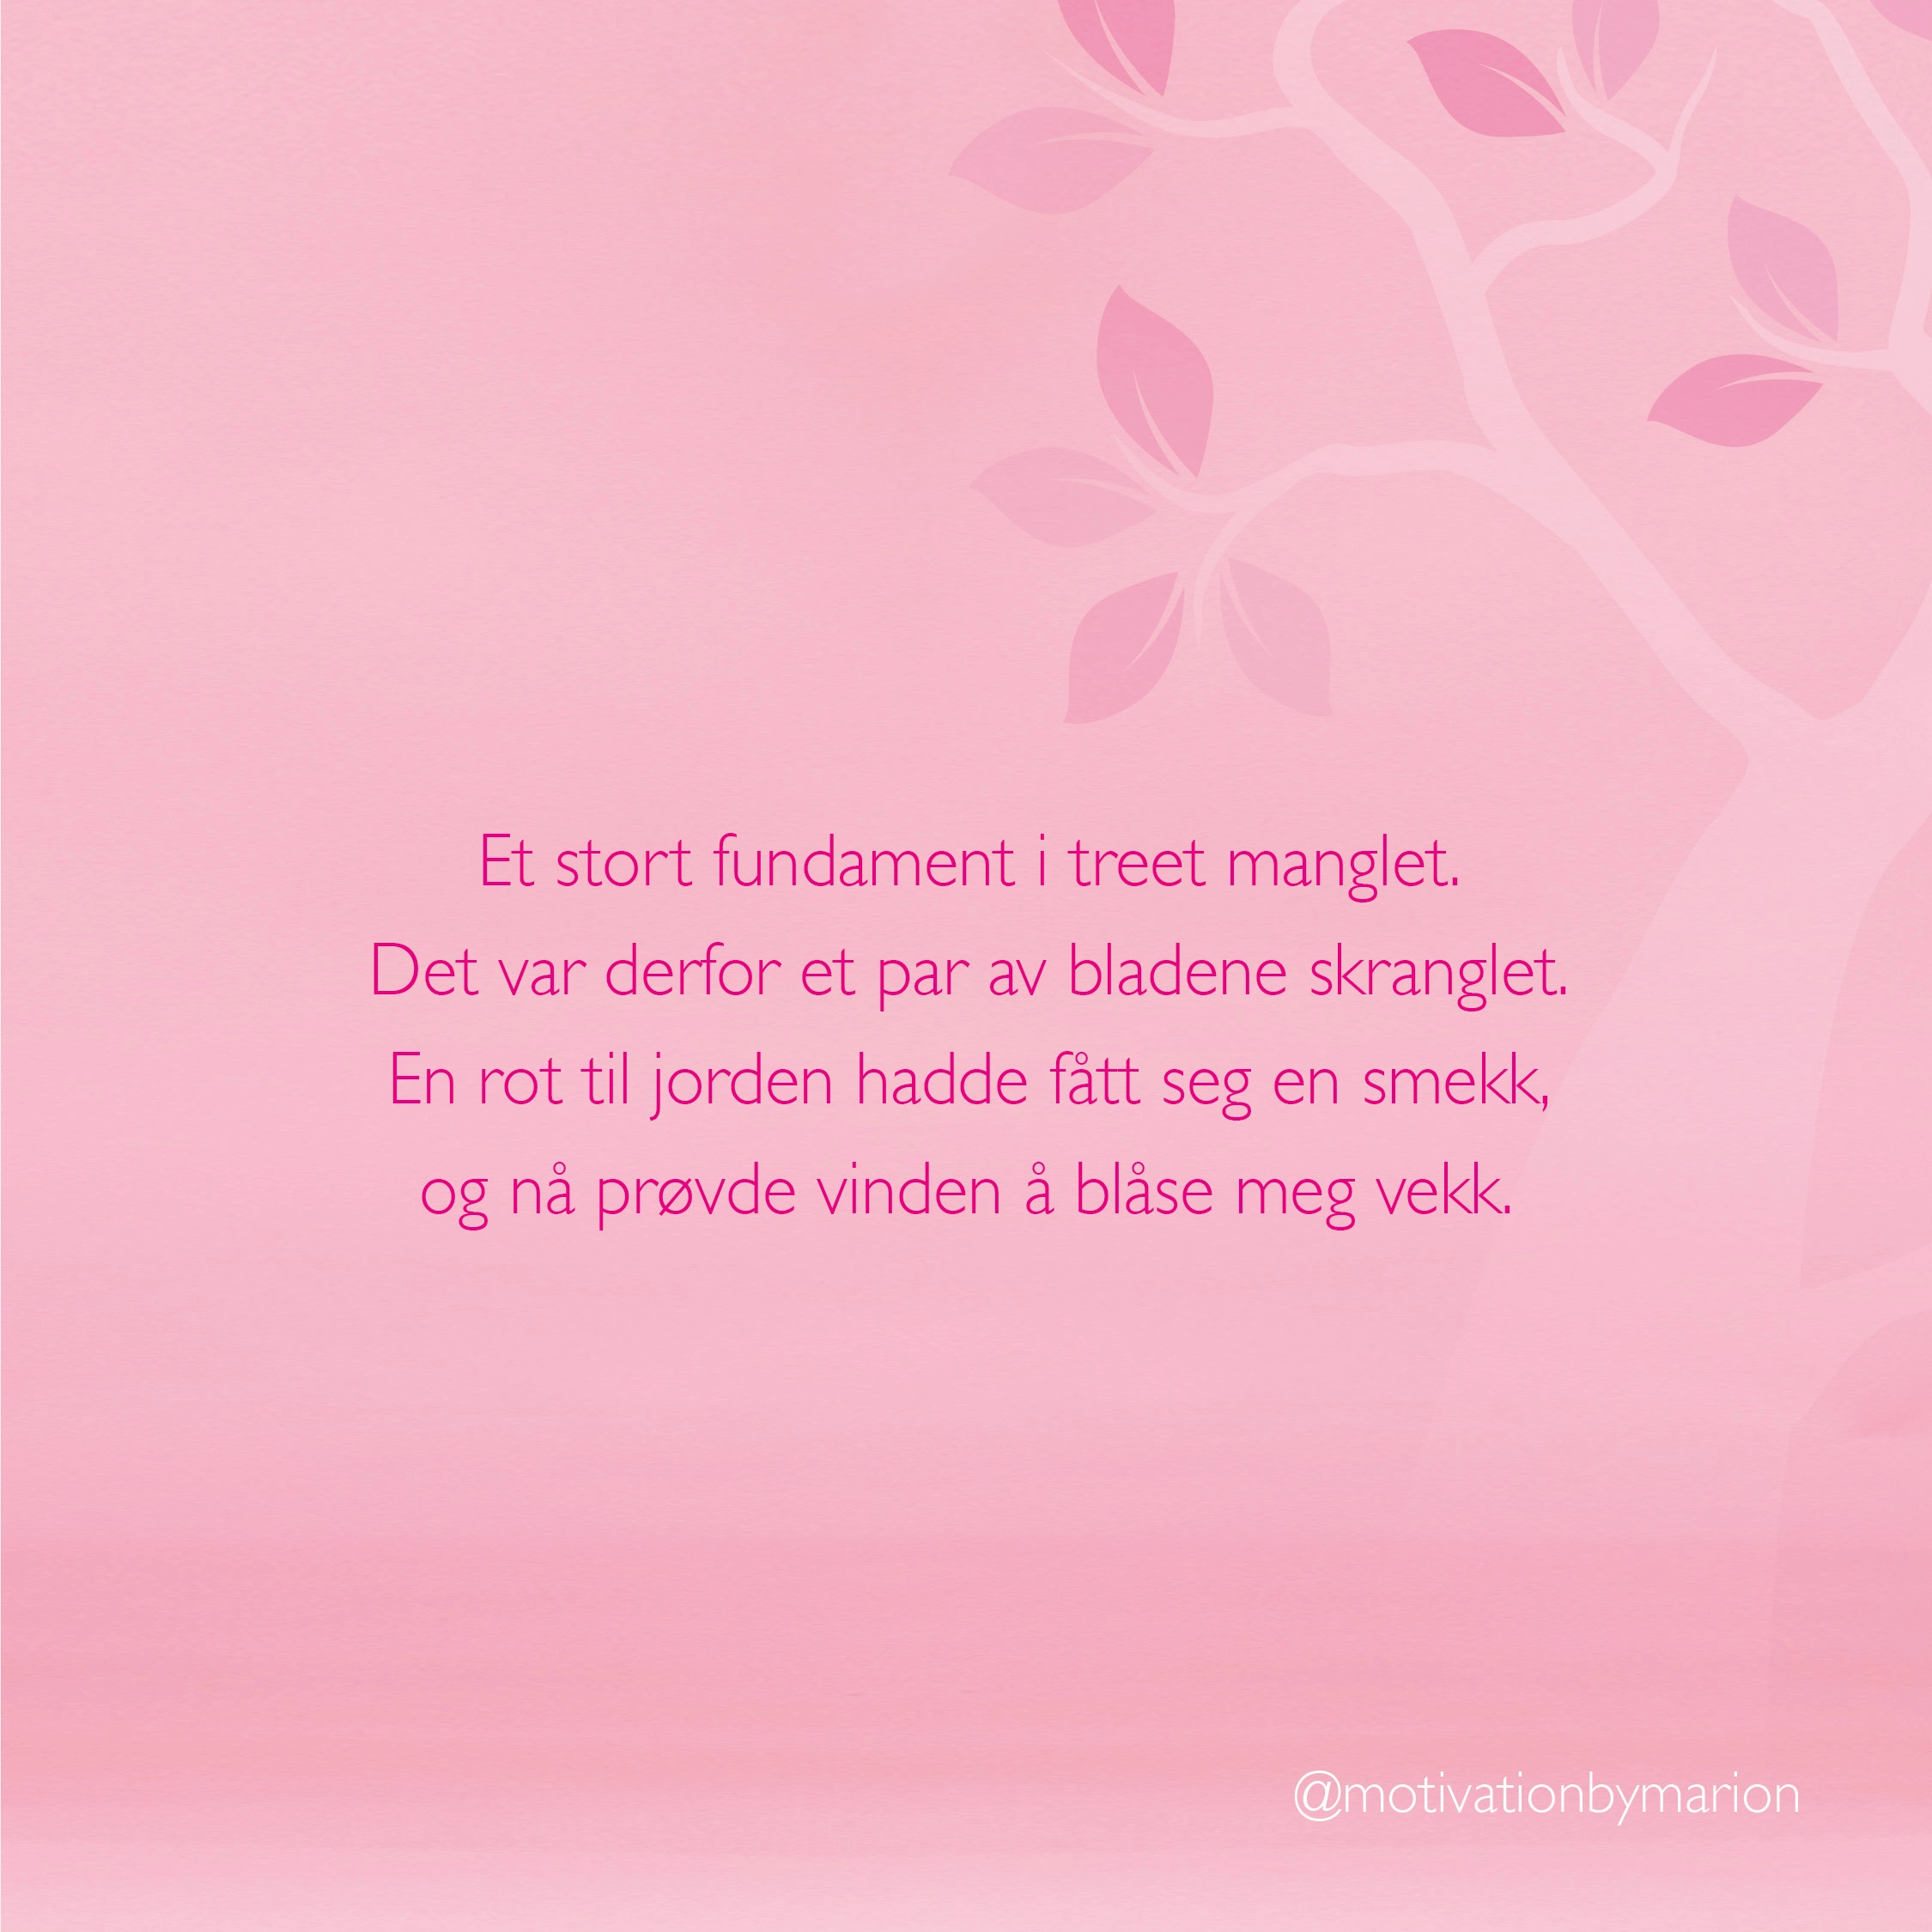 Et stort fundament i treet manglet.
Det var derfor et par av bladene skranglet.
En rot til jorden hadde fått seg en smekk,
og nå prøvde vinden å blåse meg vekk.
@motivationbymarion